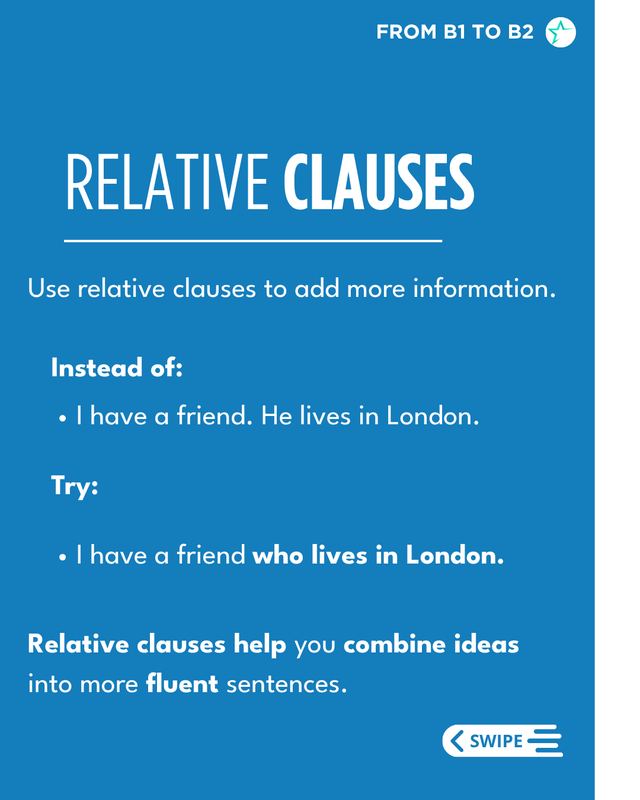 FROM B1 TO B2
RELATIVE CLAUSES
Use relative clauses to add more information.
Instead of:
• I have a friend. He lives in London.
Try:
• I have a friend who lives in London.
Relative clauses help you combine ideas
into more fluent sentences.
SWIPE